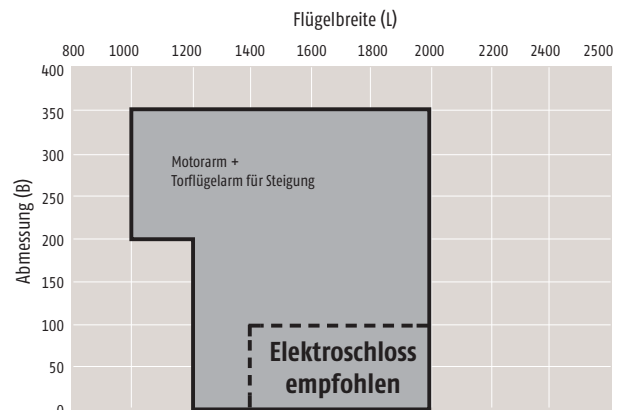 Flügelbreite (L)
800 1000 1200 1400 1600 1800 2000 2200 2400 2500
400
350
300
250
200
150
100
50
0
Abmessung (B)
Motorarm +
Torflügelarm für Steigung
Elektroschloss
empfohlen